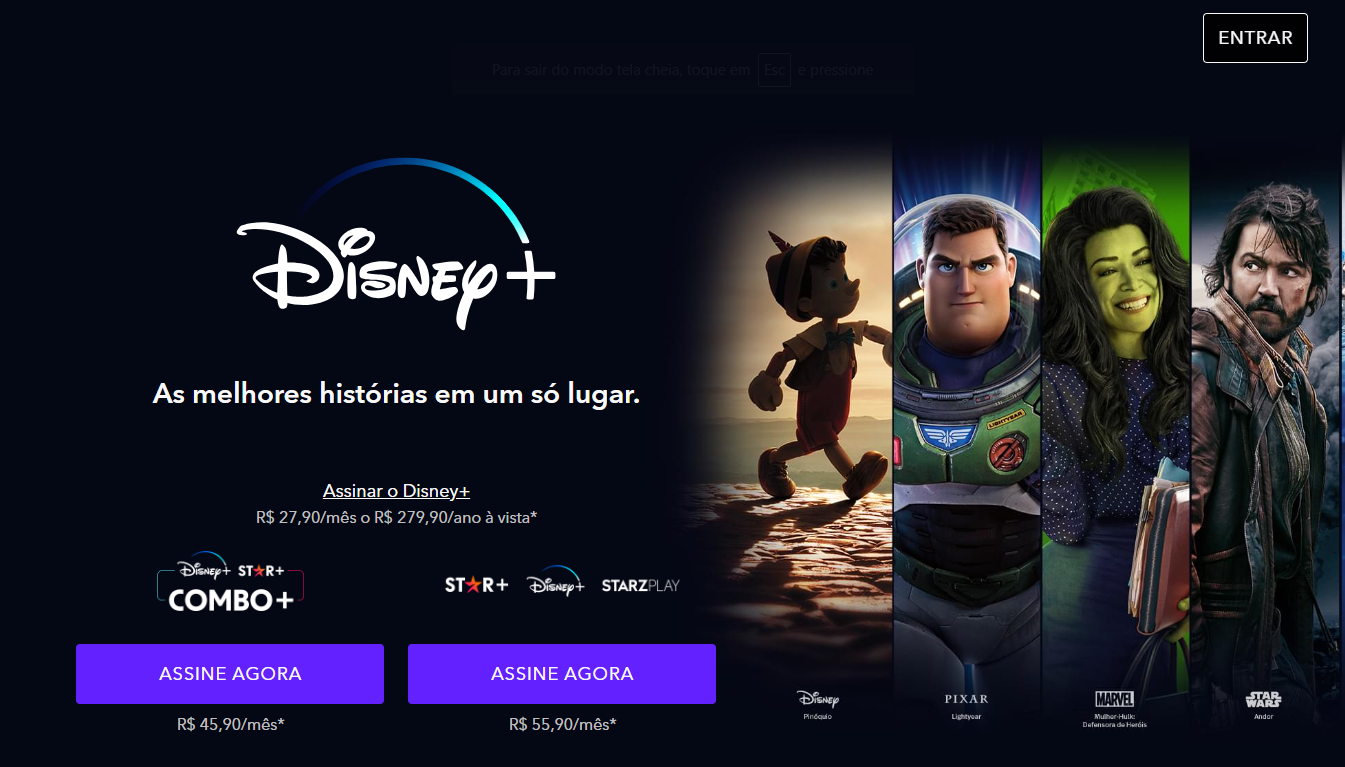 ENTRAR
Para sair do modo tela cheia, toque em Esc e pressione
Disney+
As melhores histórias em um só lugar.
Assinar o Disney+
R$ 27,90/mês o R$ 279,90/ano à vista*
Disney+ STAR+
COMBO+
STAR+ Disney+ STARZPLAY
ASSINE AGORA
R$ 45,90/mês*
ASSINE AGORA
R$ 55,90/mês*
LIGHTYEAR
Disney
Pinóquio
PIXAR
Lightyear
MARVEL
Mulher-Hulk:
Defensora de Heróis
STAR
WARS
Andor